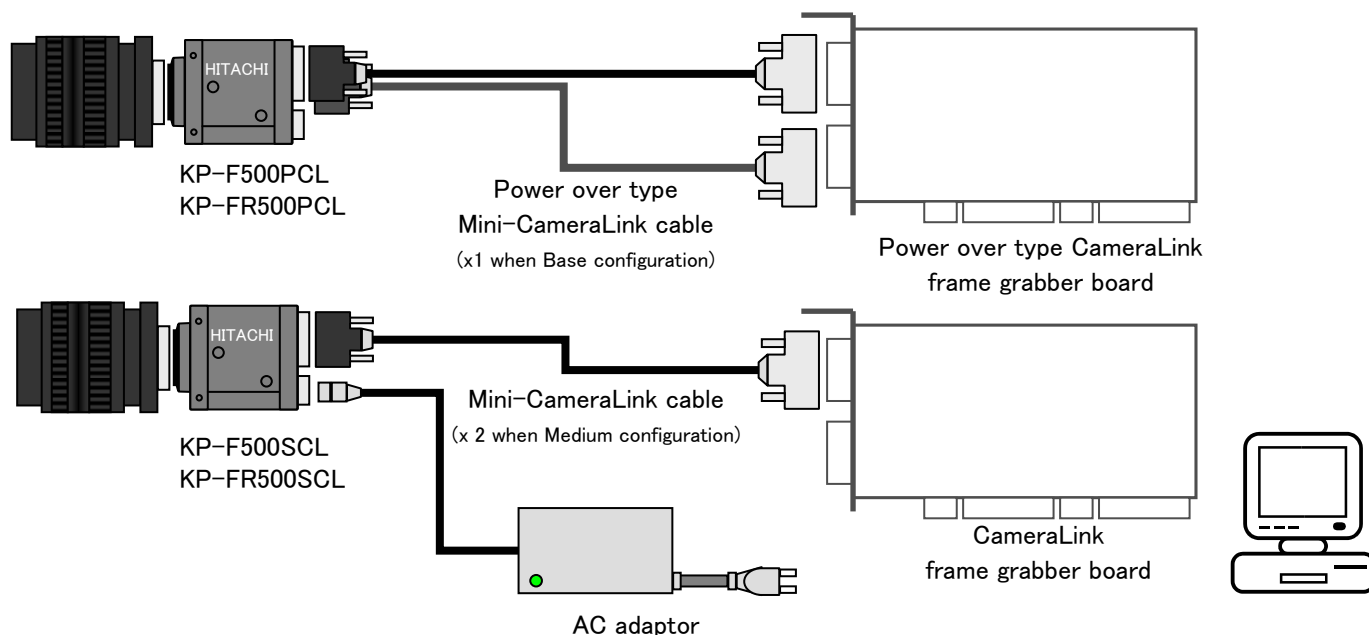 HITACHI
KP-F500PCL
KP-FR500PCL
Power over type
Mini-CameraLink cable
(x1 when Base configuration)
Power over type CameraLink
frame grabber board
HITACHI
KP-F500SCL
KP-FR500SCL
Mini-CameraLink cable
(x 2 when Medium configuration)
CameraLink
frame grabber board
AC adaptor